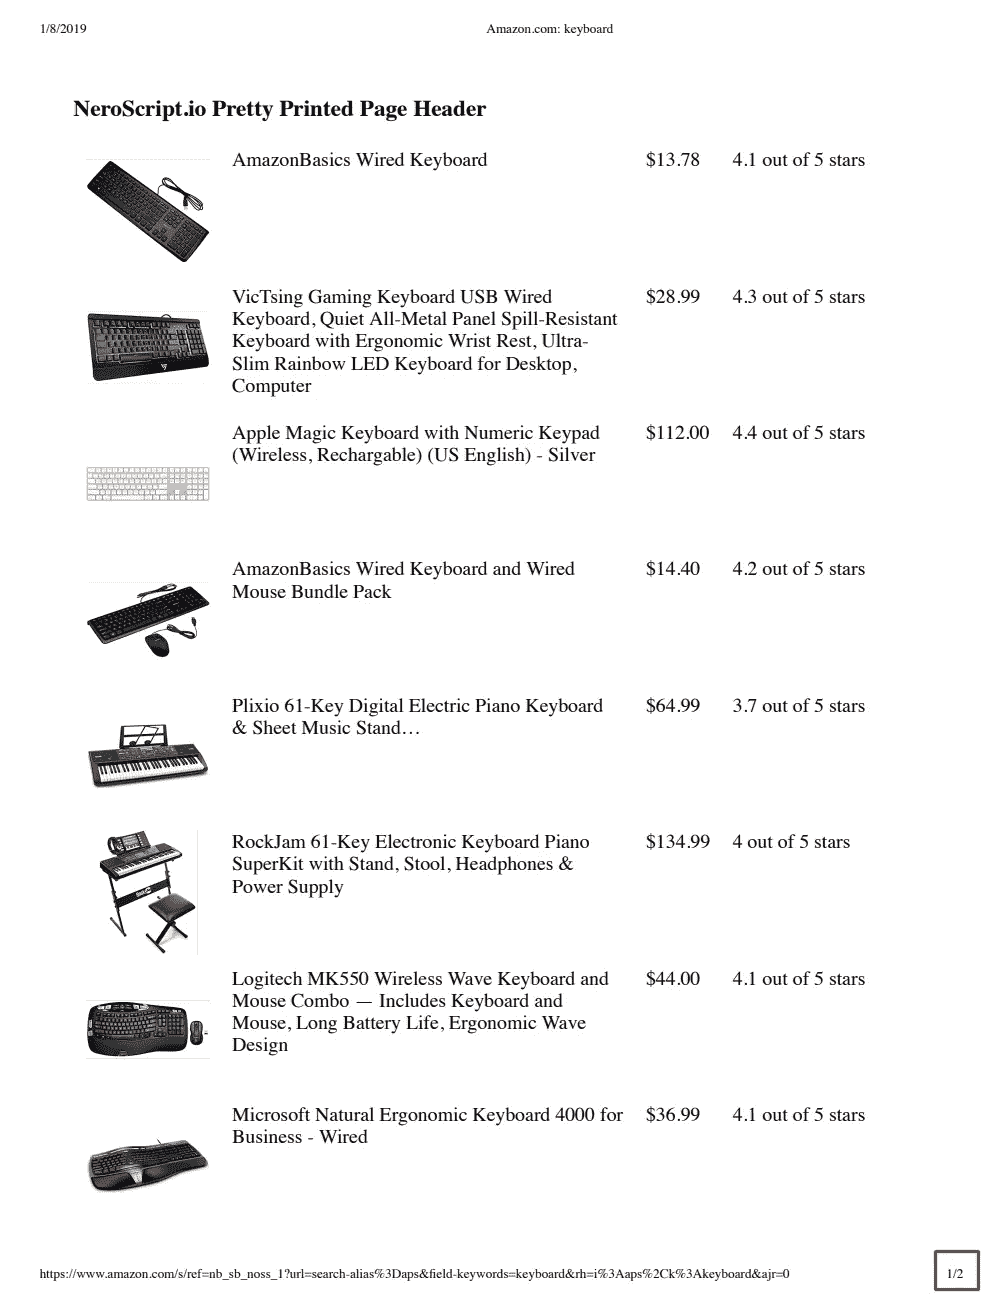 1/8/2019
Amazon.com: keyboard
NeroScript.io Pretty Printed Page Header
AmazonBasics Wired Keyboard $13.78 4.1 out of 5 stars
VicTsing Gaming Keyboard USB Wired $28.99 4.3 out of 5 stars
Keyboard, Quiet All-Metal Panel Spill-Resistant
Keyboard with Ergonomic Wrist Rest, Ultra-
Slim Rainbow LED Keyboard for Desktop,
Computer
Apple Magic Keyboard with Numeric Keypad $112.00 4.4 out of 5 stars
(Wireless, Rechargable) (US English) - Silver
AmazonBasics Wired Keyboard and Wired $14.40 4.2 out of 5 stars
Mouse Bundle Pack
Plixio 61-Key Digital Electric Piano Keyboard $64.99 3.7 out of 5 stars
& Sheet Music Stand…
RockJam 61-Key Electronic Keyboard Piano $134.99 4 out of 5 stars
SuperKit with Stand, Stool, Headphones &
Power Supply
Logitech MK550 Wireless Wave Keyboard and $44.00 4.1 out of 5 stars
Mouse Combo — Includes Keyboard and
Mouse, Long Battery Life, Ergonomic Wave
Design
Microsoft Natural Ergonomic Keyboard 4000 for $36.99 4.1 out of 5 stars
Business - Wired
https://www.amazon.com/s/ref=nb_sb_noss_1?url=search-alias%3Daps&field-keywords=keyboard&rh=i%3Aaps%2Ck%3Akeyboard&ajr=0
1/2